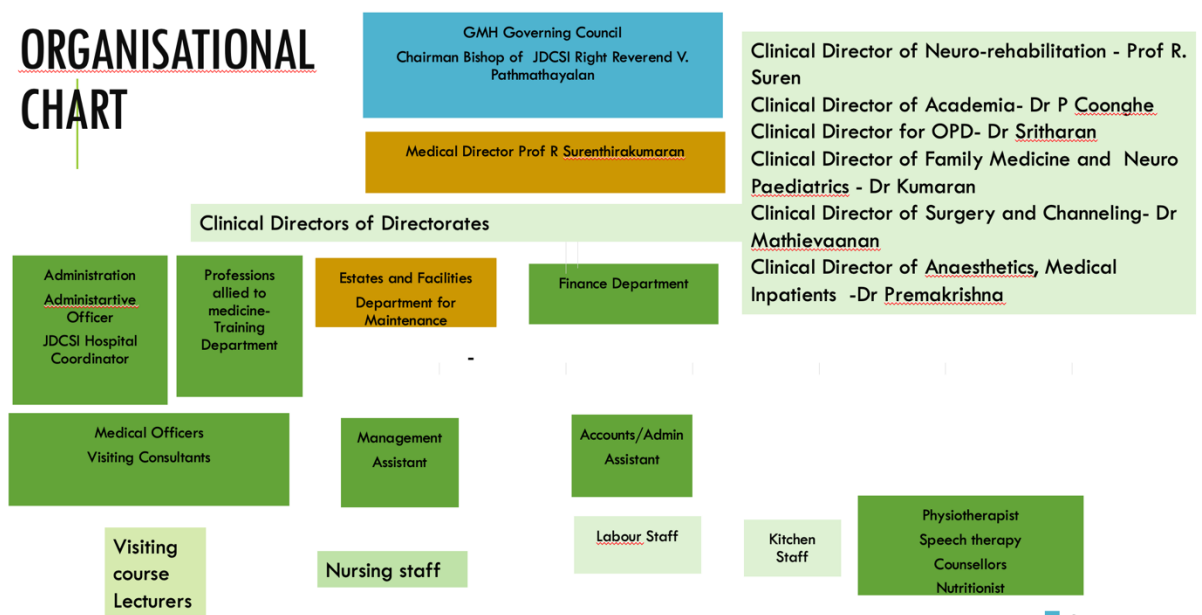 ORGANISATIONAL
CHART
GMH Governing Council
Chairman Bishop of JDCSI Right Reverend V.
Pathmathayalan
Medical Director Prof R Surenthirakumaran
Clinical Directors of Directorates
Clinical Director of Neuro-rehabilitation - Prof R.
Suren
Clinical Director of Academia- Dr P Coonghe
Clinical Director for OPD- Dr Sritharan
Clinical Director of Family Medicine and Neuro
Paediatrics - Dr Kumaran
Clinical Director of Surgery and Channeling- Dr
Mathievaanan
Clinical Director of Anaesthetics, Medical
Inpatients -Dr Premakrishna
Administration
Administartive
Officer
JDCSI Hospital
Coordinator
Professions
allied to
medicine-
Training
Department
Estates and Facilities
Department for
Maintenance
Finance Department
-
Medical Officers
Visiting Consultants
Management
Assistant
Accounts/Admin
Assistant
Visiting
course
Lecturers
Nursing staff
Labour Staff
Kitchen
Staff
Physiotherapist
Speech therapy
Counsellors
Nutritionist